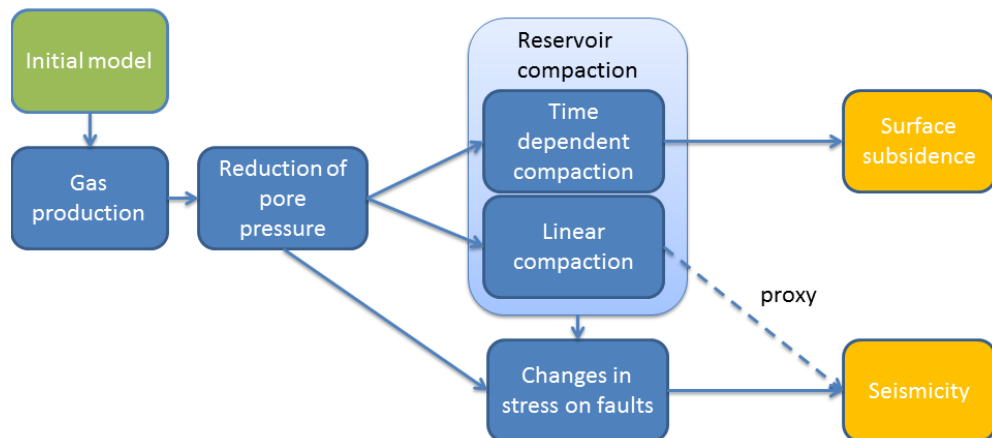 Initial model
Gas
production
Reduction of
pore
pressure
Reservoir
compaction
Time
dependent
compaction
Linear
compaction
Surface
subsidence
proxy
Changes in
stress on faults
Seismicity